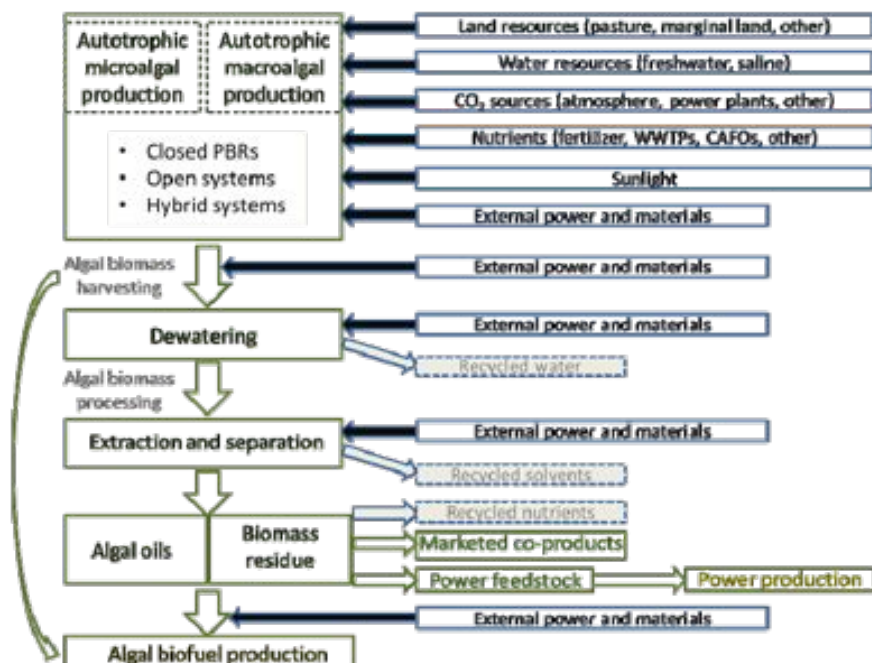 Autotrophic
microalgal
production
Autotrophic
macroalgal
production
• Closed PBRs
• Open systems
• Hybrid systems
Land resources (pasture, marginal land, other)
Water resources (freshwater, saline)
CO₂ sources (atmosphere, power plants, other)
Nutrients (fertilizer, WWTPs, CAFOs, other)
Sunlight
External power and materials
Algal biomass
harvesting
External power and materials
Dewatering
External power and materials
Recycled water
Algal biomass
processing
Extraction and separation
External power and materials
Recycled solvents
Algal oils
Biomass
residue
Recycled nutrients
Marketed co-products
Power feedstock
Power production
External power and materials
Algal biofuel production